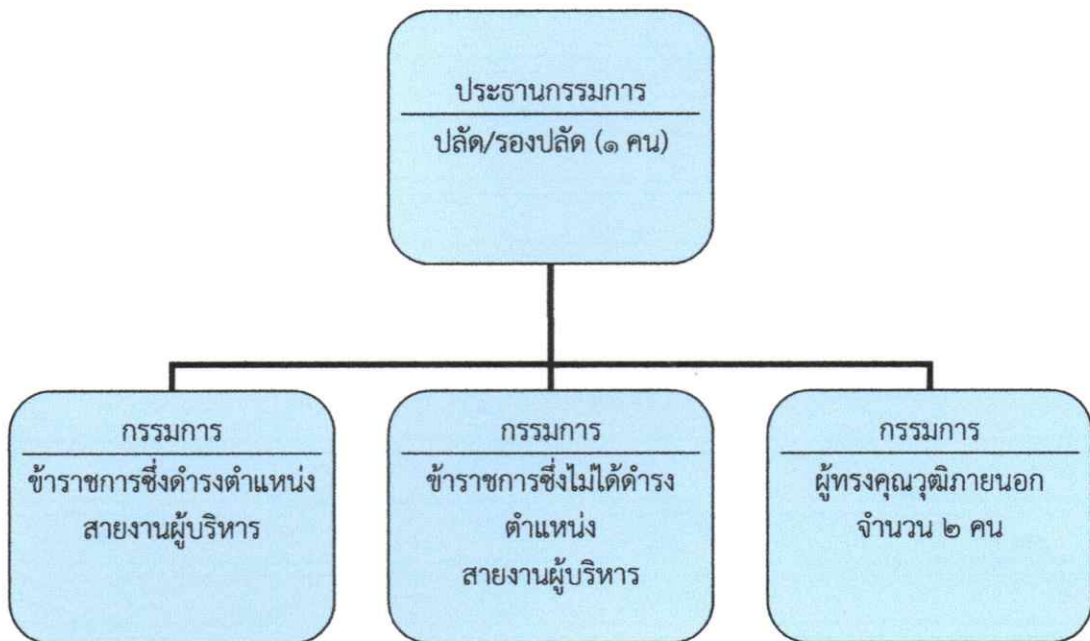 ประธานกรรมการ
ปลัด/รองปลัด (๑ คน)
กรรมการ
ข้าราชการซึ่งดำรงตำแหน่ง
สายงานผู้บริหาร
กรรมการ
ข้าราชการซึ่งไม่ได้ดำรง
ตำแหน่ง
สายงานผู้บริหาร
กรรมการ
ผู้ทรงคุณวุฒิภายนอก
จำนวน ๒ คน